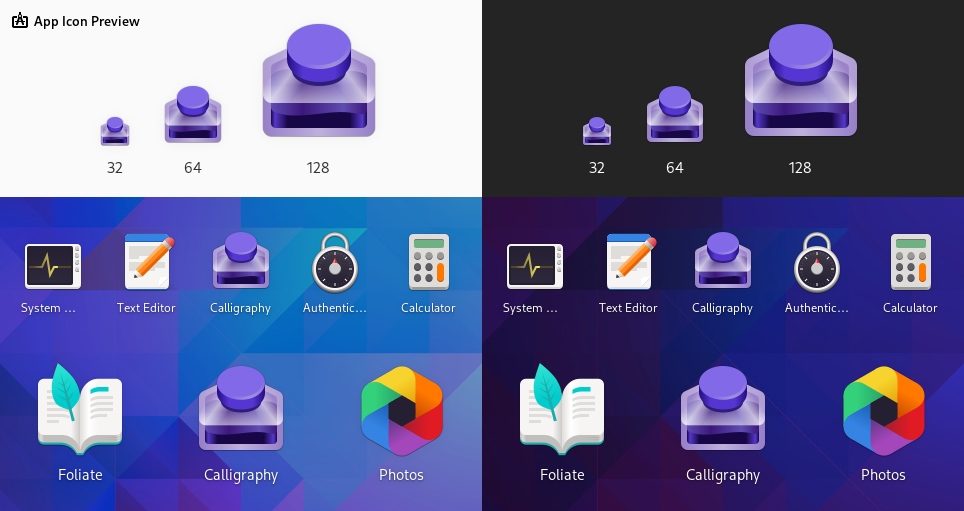 App Icon Preview
32 64 128
32 64 128
System ... Text Editor Calligraphy Authentic... Calculator
System ... Text Editor Calligraphy Authentic... Calculator
Foliate Calligraphy Photos
Foliate Calligraphy Photos